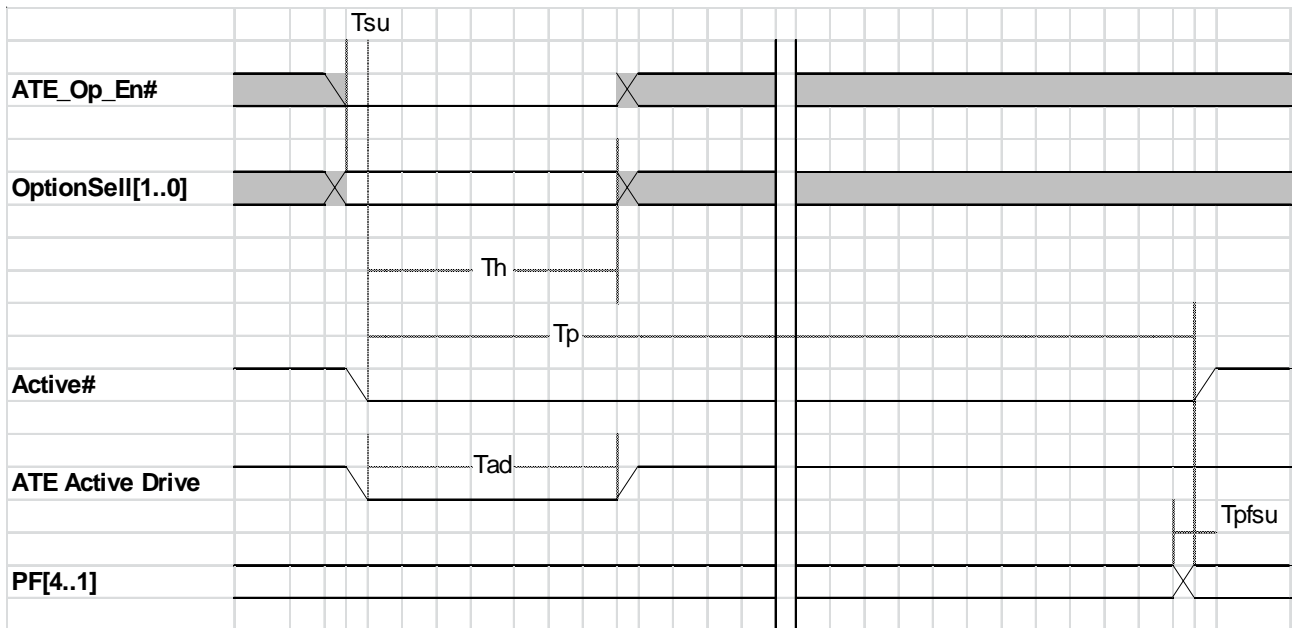 Tsu
ATE_Op_En#
OptionSell[1..0]
Th
Tp
Active#
Tad
ATE Active Drive
Tpfsu
PF[4..1]